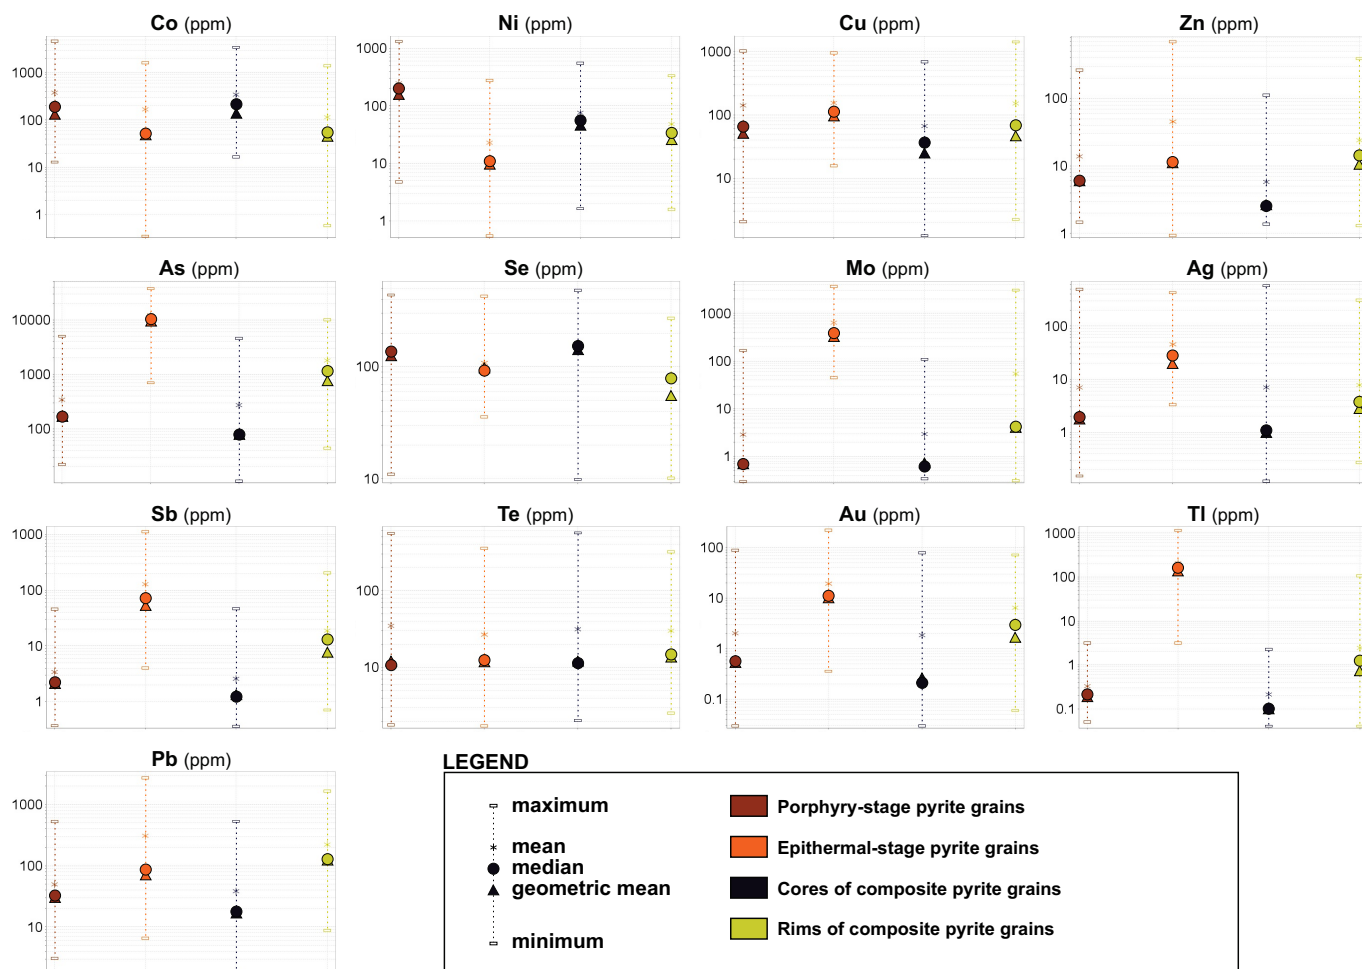 Co (ppm)
1000
100
10
1
Ni (ppm)
1000
100
10
1
Cu (ppm)
1000
100
10
Zn (ppm)
100
10
1
As (ppm)
10000
1000
100
Se (ppm)
100
10
Mo (ppm)
1000
100
10
1
Ag (ppm)
100
10
1
Sb (ppm)
1000
100
10
1
Te (ppm)
100
10
Au (ppm)
100
10
1
0.1
Tl (ppm)
1000
100
10
1
0.1
Pb (ppm)
1000
100
10
LEGEND
maximum
mean
median
geometric mean
minimum
Porphyry-stage pyrite grains
Epithermal-stage pyrite grains
Cores of composite pyrite grains
Rims of composite pyrite grains